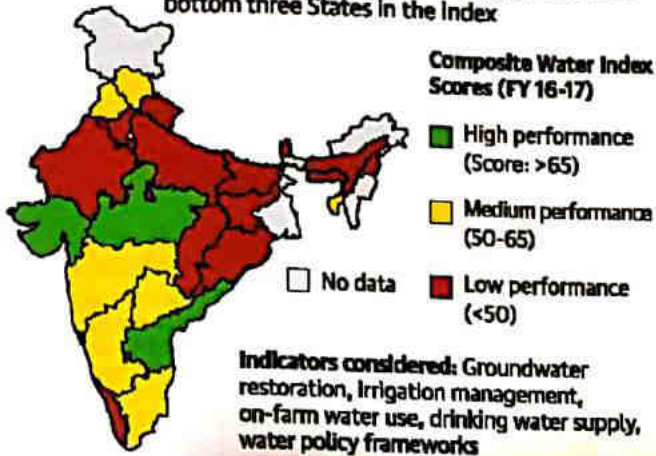 bottom three States in the Index
Composite Water Index
Scores (FY 16-17)
High performance
(Score: >65)
Medium performance
(50-65)
No data
Low performance
(<50)
Indicators considered: Groundwater
restoration, irrigation management,
on-farm water use, drinking water supply,
water policy frameworks